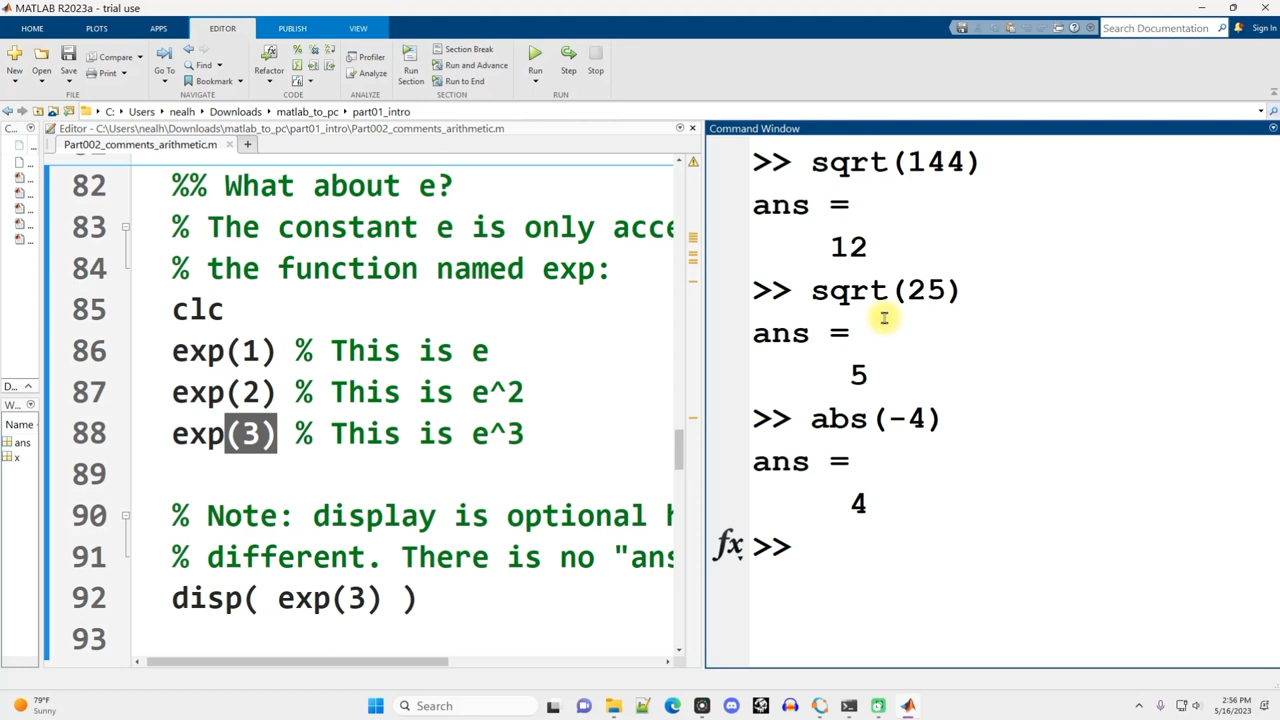 MATLAB R2023a - trial use
HOME PLOTS APPS EDITOR PUBLISH VIEW
Search Documentation Sign In
New Open Save Compare Print
Go To Find Bookmark
Refactor
Profiler Analyze
Run Section Section Break Run and Advance Run to End
Run Step Stop
FILE NAVIGATE CODE ANALYZE SECTION RUN
C: Users nealh Downloads matlab_to_pc part01_intro
C...
D...
W...
Name
ans
x
Editor - C:\Users\nealh\Downloads\matlab_to_pc\part01_intro\Part002_comments_arithmetic.m
Part002_comments_arithmetic.m
82 %% What about e?
83 % The constant e is only acce
84 % the function named exp:
85 clc
86 exp(1) % This is e
87 exp(2) % This is e^2
88 exp(3) % This is e^3
89
90 % Note: display is optional h
91 % different. There is no "ans
92 disp( exp(3) )
93
Command Window
>> sqrt(144)
ans =
12
>> sqrt(25)
ans =
5
>> abs(-4)
ans =
4
fx >>
79°F
Sunny
Search
2:56 PM
5/16/2023